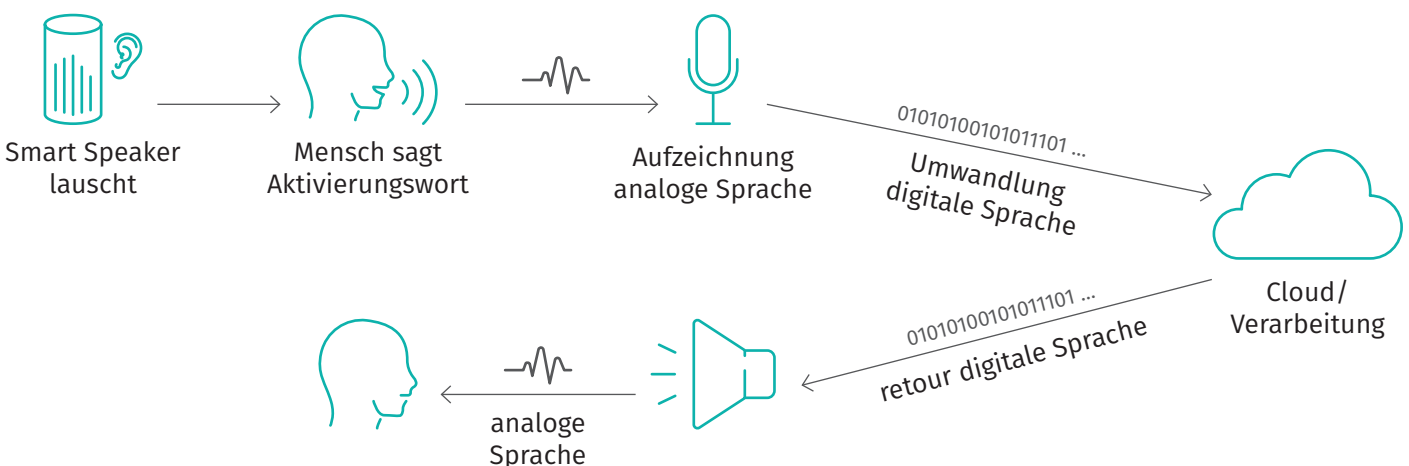 Smart Speaker
lauscht
Mensch sagt
Aktivierungswort
Aufzeichnung
analoge Sprache
01010100101011101 ...
Umwandlung
digitale Sprache
Cloud/
Verarbeitung
01010100101011101 ...
retour digitale Sprache
analoge
Sprache